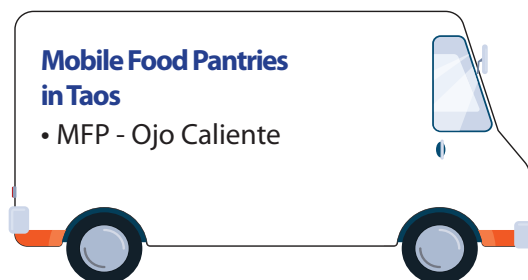 Mobile Food Pantries
in Taos
• MFP - Ojo Caliente